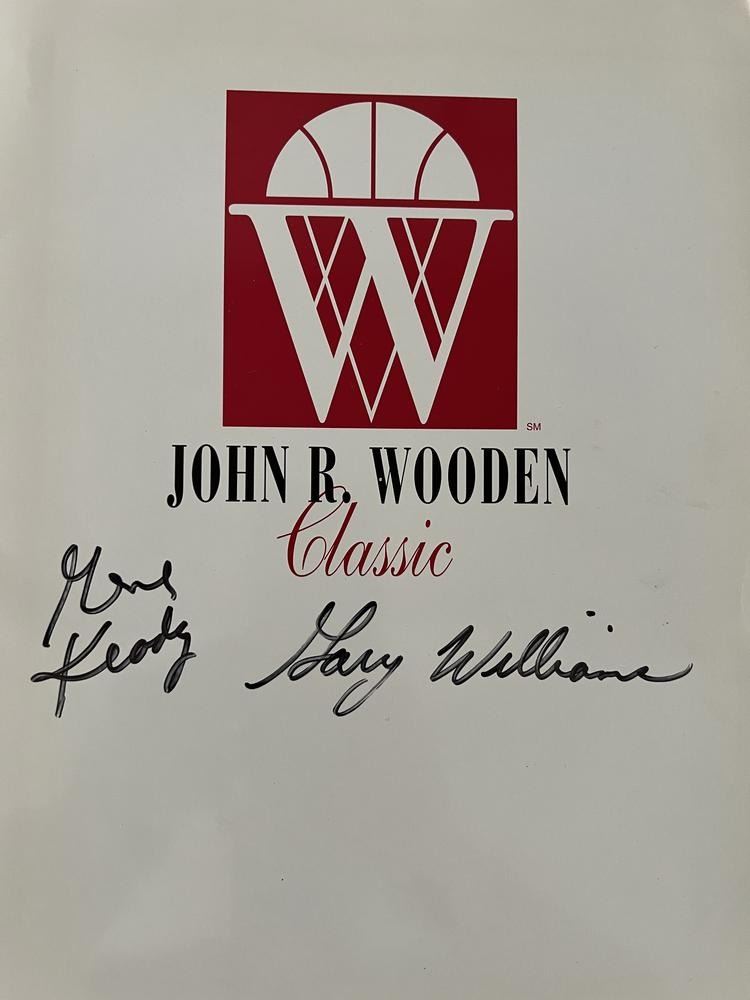 W
SM
JOHN R. WOODEN
Classic
Gene
Keady
Gary Williams